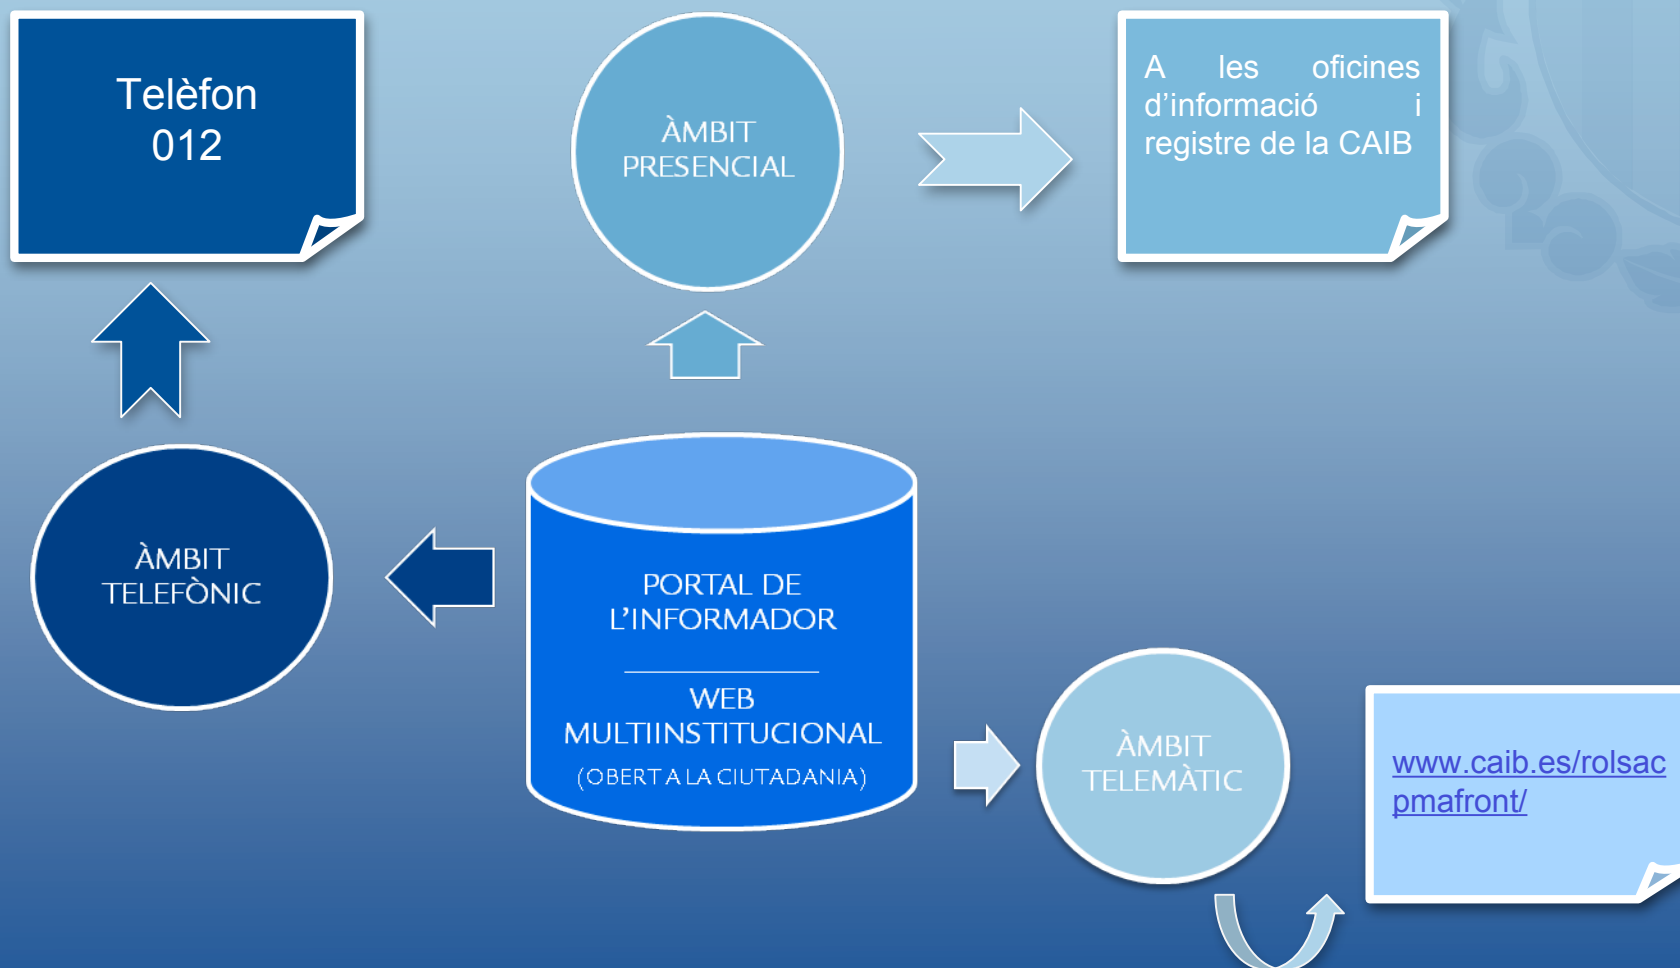 Telèfon
012
ÀMBIT
PRESENCIAL
A les oficines
d’informació i
registre de la CAIB
ÀMBIT
TELEFÒNIC
PORTAL DE
L’INFORMADOR
WEB
MULTIINSTITUCIONAL
(OBERT A LA CIUTADANIA)
ÀMBIT
TELEMÀTIC
www.caib.es/rolsac
pmafront/